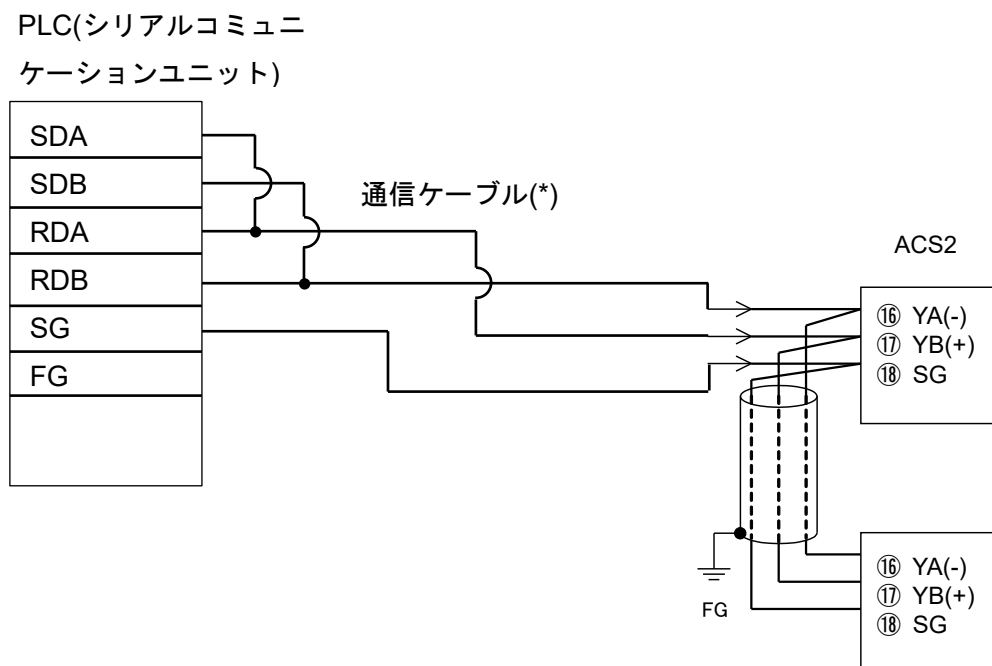 PLC(シリアルコミュニ
ケーションユニット)
SDA
SDB
RDA
RDB
SG
FG
通信ケーブル(*)
ACS2
⑯ YA(-)
⑰ YB(+)
⑱ SG
FG
⑯ YA(-)
⑰ YB(+)
⑱ SG